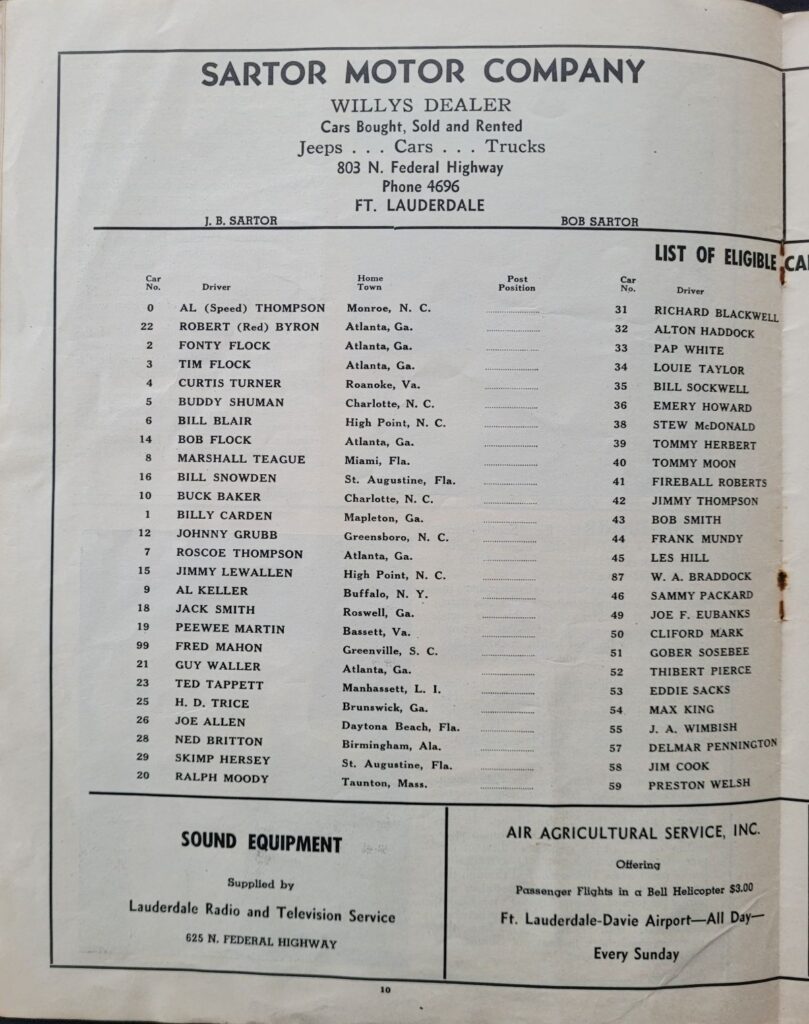 SARTOR MOTOR COMPANY
WILLYS DEALER
Cars Bought, Sold and Rented
Jeeps . . . Cars . . . Trucks
803 N. Federal Highway
Phone 4696
FT. LAUDERDALE
J. B. SARTOR BOB SARTOR
LIST OF ELIGIBLE CA
Car No. Driver Home Town Post Position
0 AL (Speed) THOMPSON Monroe, N. C.
22 ROBERT (Red) BYRON Atlanta, Ga.
2 FONTY FLOCK Atlanta, Ga.
3 TIM FLOCK Atlanta, Ga.
4 CURTIS TURNER Roanoke, Va.
5 BUDDY SHUMAN Charlotte, N. C.
6 BILL BLAIR High Point, N. C.
14 BOB FLOCK Atlanta, Ga.
8 MARSHALL TEAGUE Miami, Fla.
16 BILL SNOWDEN St. Augustine, Fla.
10 BUCK BAKER Charlotte, N. C.
1 BILLY CARDEN Mapleton, Ga.
12 JOHNNY GRUBB Greensboro, N. C.
7 ROSCOE THOMPSON Atlanta, Ga.
15 JIMMY LEWALLEN High Point, N. C.
9 AL KELLER Buffalo, N. Y.
18 JACK SMITH Roswell, Ga.
19 PEEWEE MARTIN Bassett, Va.
99 FRED MAHON Greenville, S. C.
21 GUY WALLER Atlanta, Ga.
23 TED TAPPETT Manhassett, L. I.
25 H. D. TRICE Brunswick, Ga.
26 JOE ALLEN Daytona Beach, Fla.
28 NED BRITTON Birmingham, Ala.
29 SKIMP HERSEY St. Augustine, Fla.
20 RALPH MOODY Taunton, Mass.
Car No. Driver
31 RICHARD BLACKWELL
32 ALTON HADDOCK
33 PAP WHITE
34 LOUIE TAYLOR
35 BILL SOCKWELL
36 EMERY HOWARD
38 STEW McDONALD
39 TOMMY HERBERT
40 TOMMY MOON
41 FIREBALL ROBERTS
42 JIMMY THOMPSON
43 BOB SMITH
44 FRANK MUNDY
45 LES HILL
87 W. A. BRADDOCK
46 SAMMY PACKARD
49 JOE F. EUBANKS
50 CLIFORD MARK
51 GOBER SOSEBEE
52 THIBERT PIERCE
53 EDDIE SACKS
54 MAX KING
55 J. A. WIMBISH
57 DELMAR PENNINGTON
58 JIM COOK
59 PRESTON WELSH
SOUND EQUIPMENT
Supplied by
Lauderdale Radio and Television Service
625 N. FEDERAL HIGHWAY
AIR AGRICULTURAL SERVICE, INC.
Offering
Passenger Flights in a Bell Helicopter $3.00
Ft. Lauderdale-Davie Airport—All Day—
Every Sunday
10